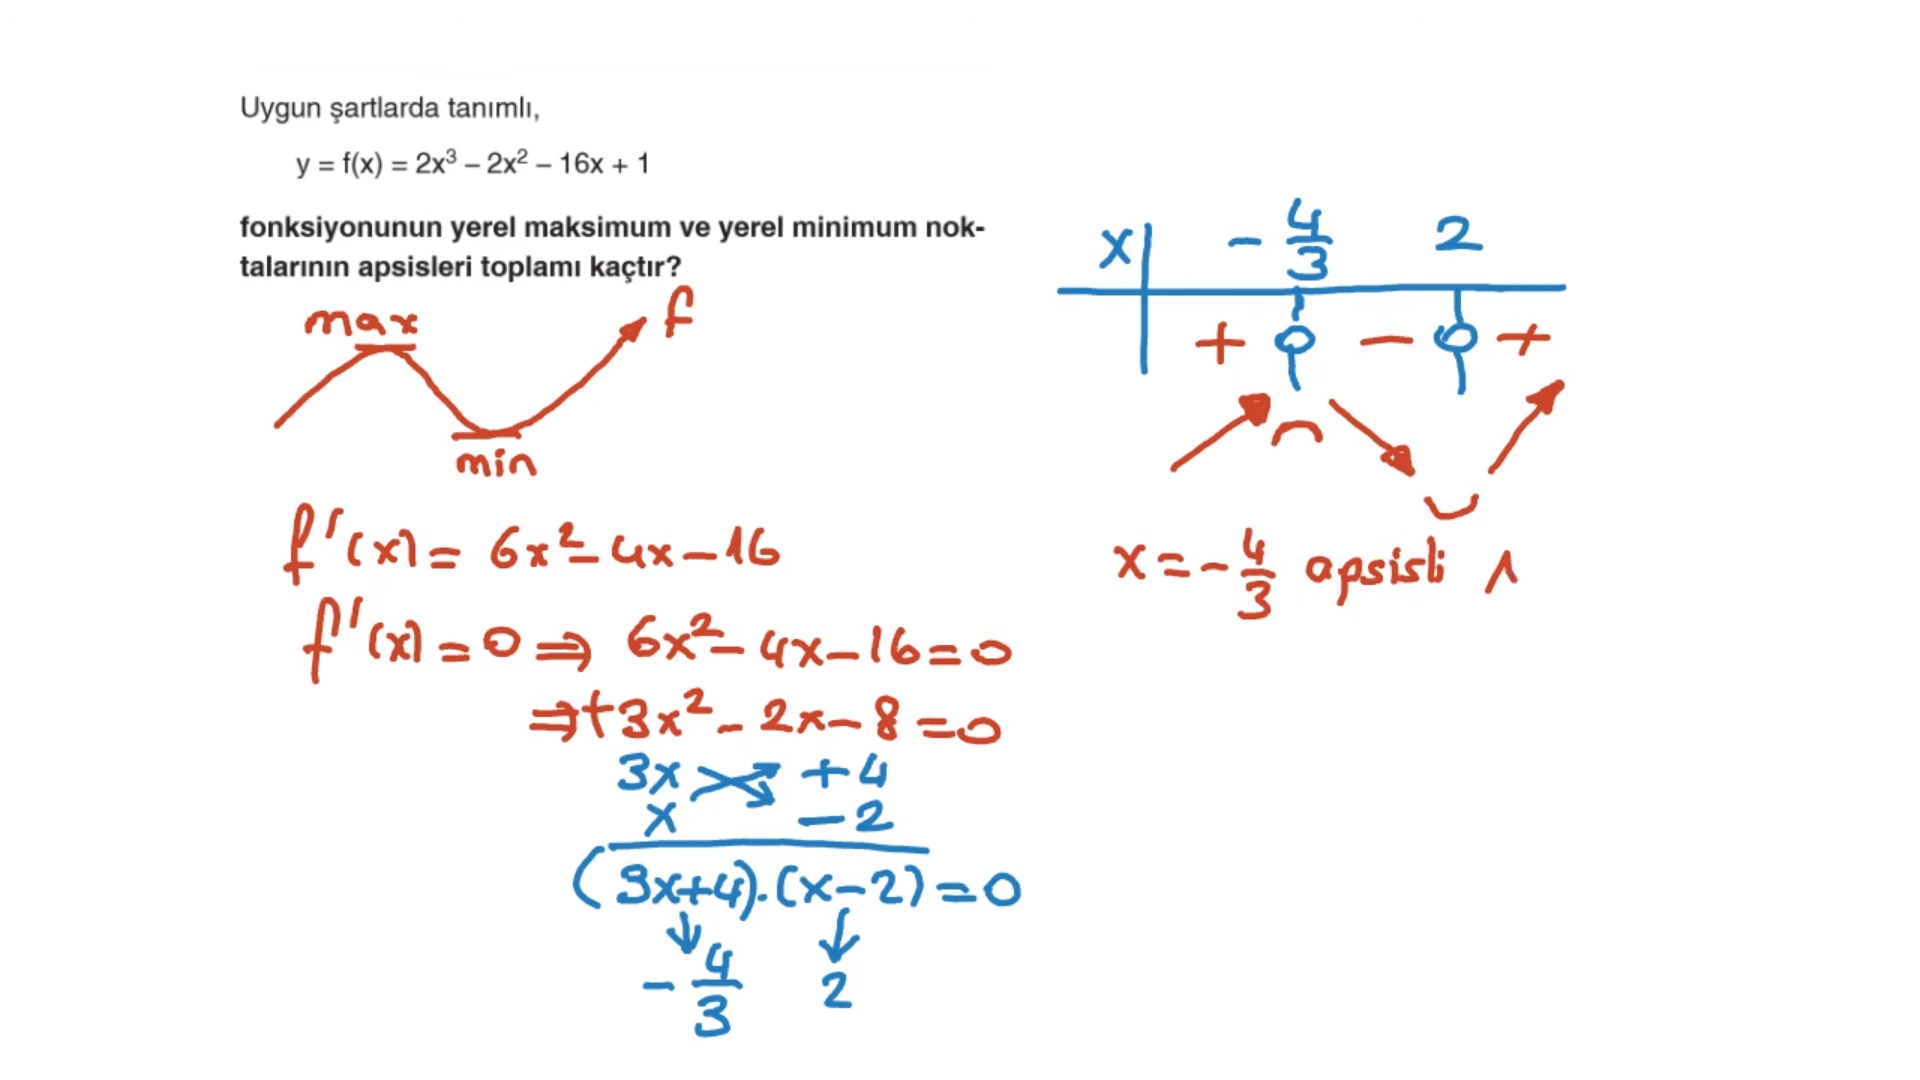 Uygun şartlarda tanımlı,
y = f(x) = 2x³ – 2x² – 16x + 1
fonksiyonunun yerel maksimum ve yerel minimum nok-
talarının apsisleri toplamı kaçtır?
max
f
min
f'(x) = 6x² – 4x – 16
f'(x) = 0 ⇒ 6x² – 4x – 16 = 0
⇒ +3x² – 2x – 8 = 0
3x +4
x –2
(3x+4).(x–2) = 0
↓ ↓
–4/3 2
x –4/3 2
+ 0 – 0 +
x = –4/3 apsisli